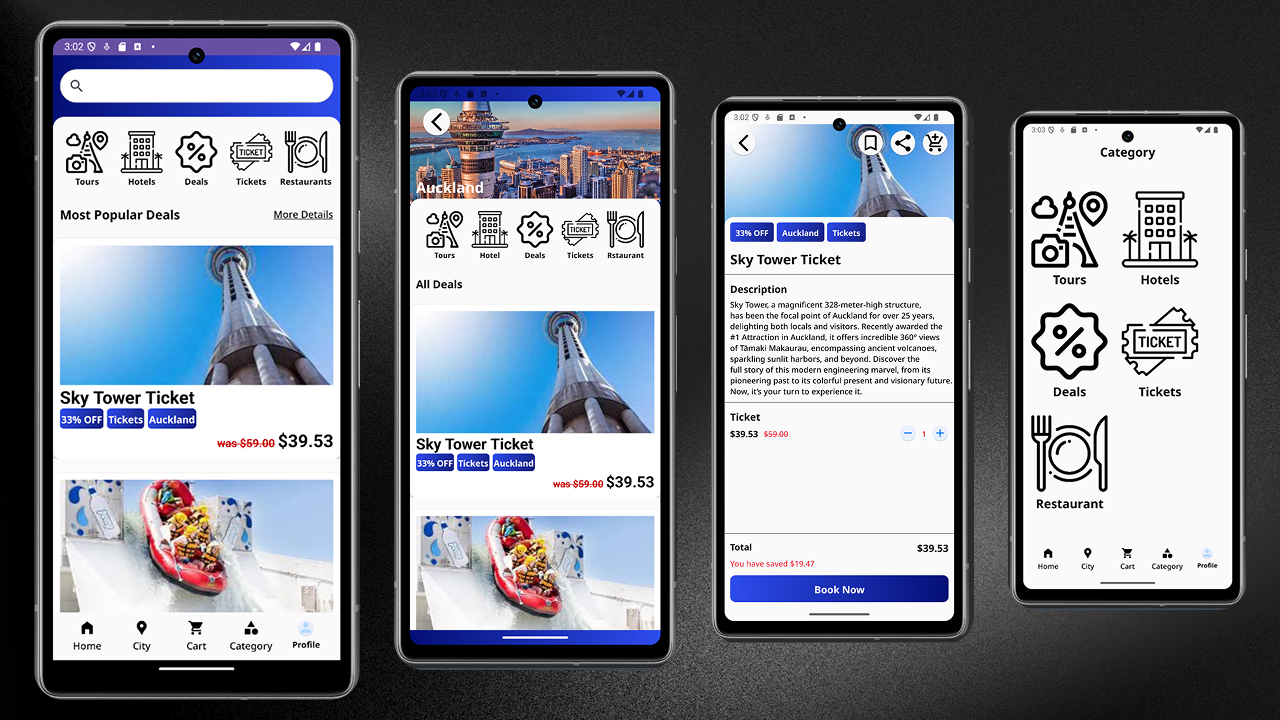 3:02
Tours
Hotels
Deals
TICKET
Tickets
Restaurants
Most Popular Deals
More Details
Sky Tower Ticket
33% OFF
Tickets
Auckland
was $59.00 $39.53
Home
City
Cart
Category
Profile
3:03
Auckland
Tours
Hotel
Deals
TICKET
Tickets
Rstaurant
All Deals
Sky Tower Ticket
33% OFF
Tickets
Auckland
was $59.00 $39.53
3:02
33% OFF
Auckland
Tickets
Sky Tower Ticket
Description
Sky Tower, a magnificent 328-meter-high structure,
has been the focal point of Auckland for over 25 years,
delighting both locals and visitors. Recently awarded the
#1 Attraction in Auckland, it offers incredible 360° views
of Tāmaki Makaurau, encompassing ancient volcanoes,
sparkling sunlit harbors, and beyond. Discover the
full story of this modern engineering marvel, from its
pioneering past to its colorful present and visionary future.
Now, it's your turn to experience it.
Ticket
$39.53 $59.00
1
Total
$39.53
You have saved $19.47
Book Now
3:03
Category
Tours
Hotels
Deals
TICKET
Tickets
Restaurant
Home
City
Cart
Category
Profile